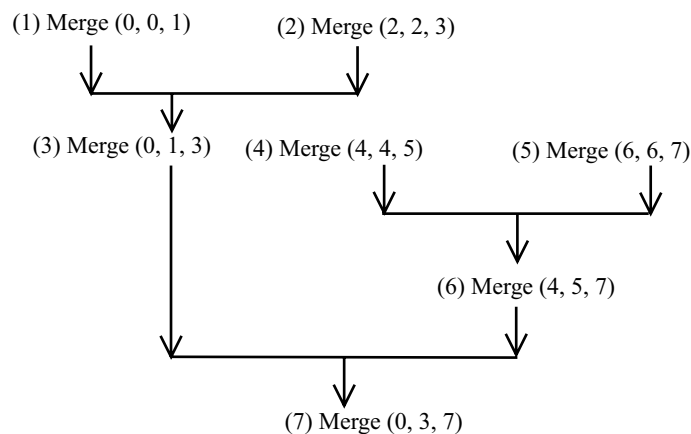 (1) Merge (0, 0, 1)
(2) Merge (2, 2, 3)
(3) Merge (0, 1, 3)
(4) Merge (4, 4, 5)
(5) Merge (6, 6, 7)
(6) Merge (4, 5, 7)
(7) Merge (0, 3, 7)